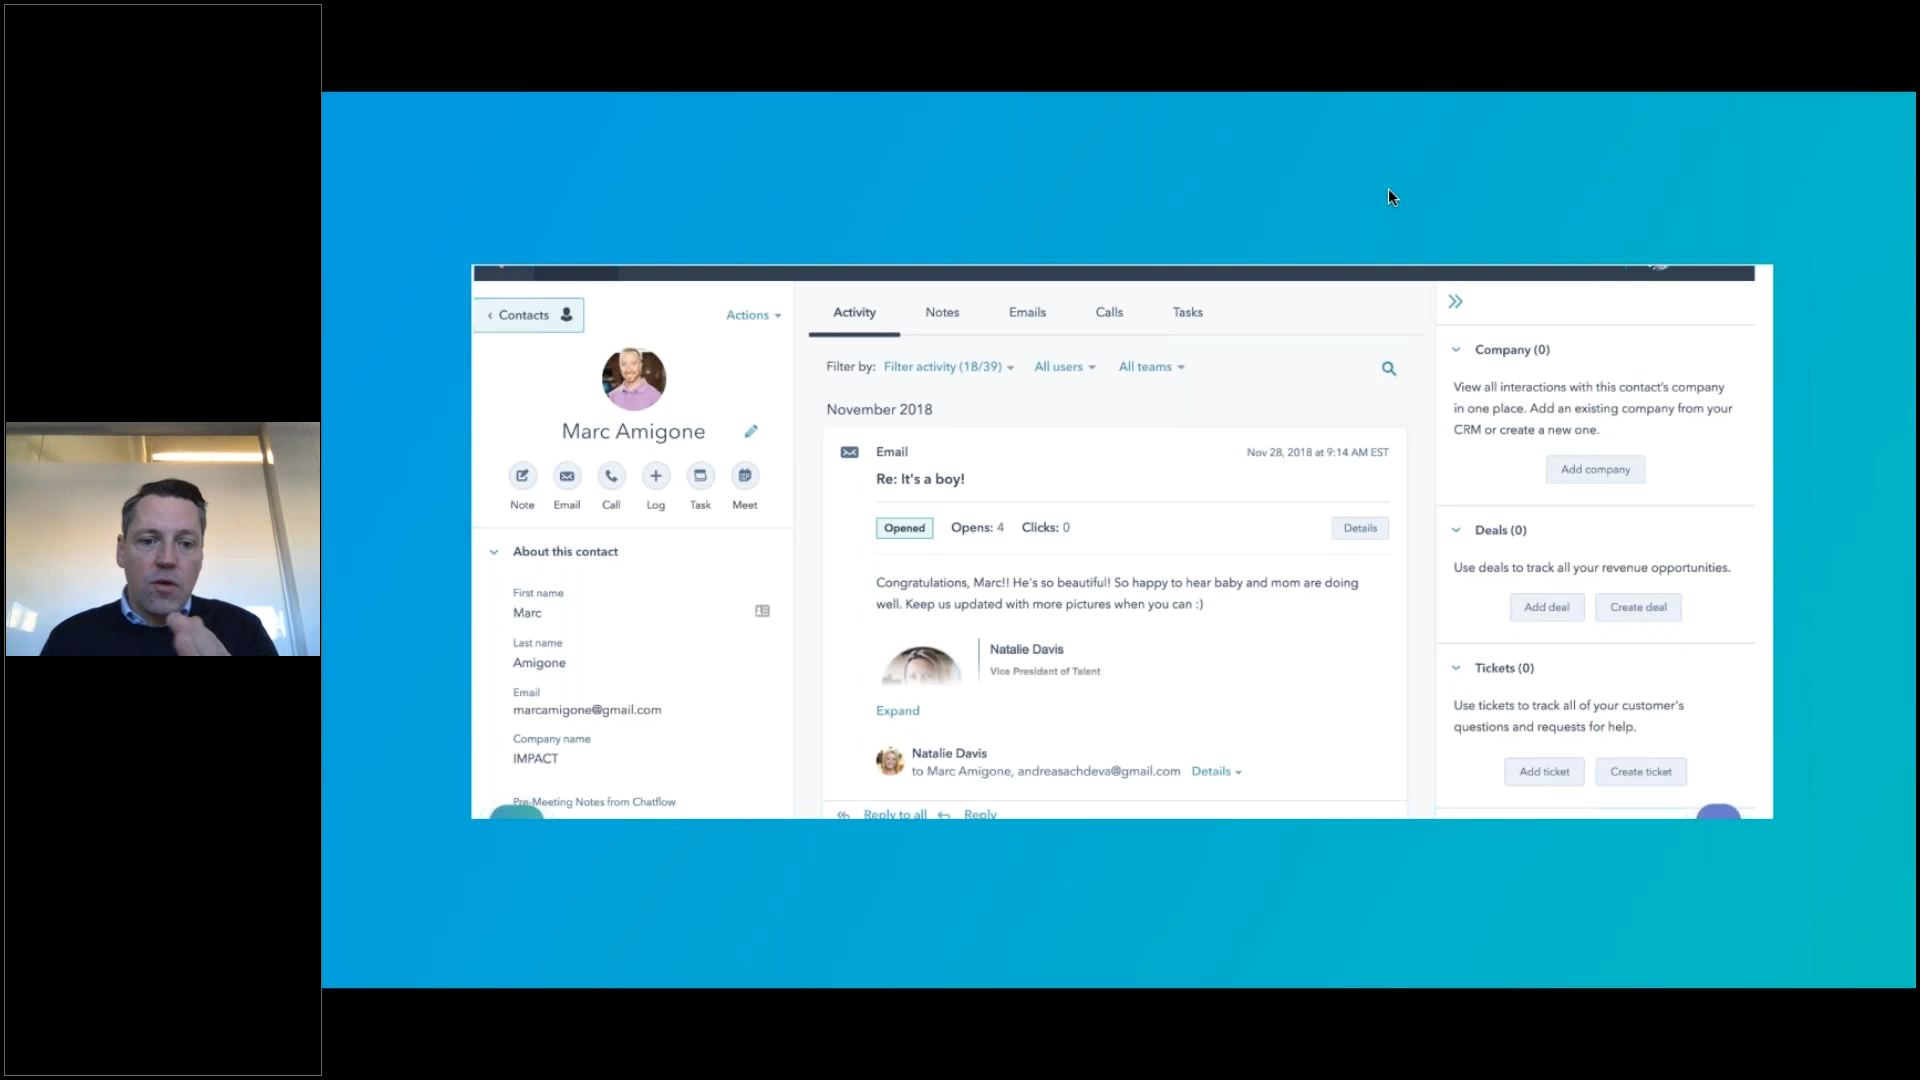 ‹ Contacts
Actions
Marc Amigone
Note Email Call Log Task Meet
About this contact
First name
Marc
Last name
Amigone
Email
marcamigone@gmail.com
Company name
IMPACT
Pre-Meeting Notes from Chatflow
Activity Notes Emails Calls Tasks
Filter by: Filter activity (18/39) All users All teams
November 2018
Email
Nov 28, 2018 at 9:14 AM EST
Re: It's a boy!
Opened Opens: 4 Clicks: 0 Details
Congratulations, Marc!! He's so beautiful! So happy to hear baby and mom are doing
well. Keep us updated with more pictures when you can :)
Natalie Davis
Vice President of Talent
Expand
Natalie Davis
to Marc Amigone, andreasachdeva@gmail.com Details
Reply to all Reply
Company (0)
View all interactions with this contact's company
in one place. Add an existing company from your
CRM or create a new one.
Add company
Deals (0)
Use deals to track all your revenue opportunities.
Add deal Create deal
Tickets (0)
Use tickets to track all of your customer's
questions and requests for help.
Add ticket Create ticket